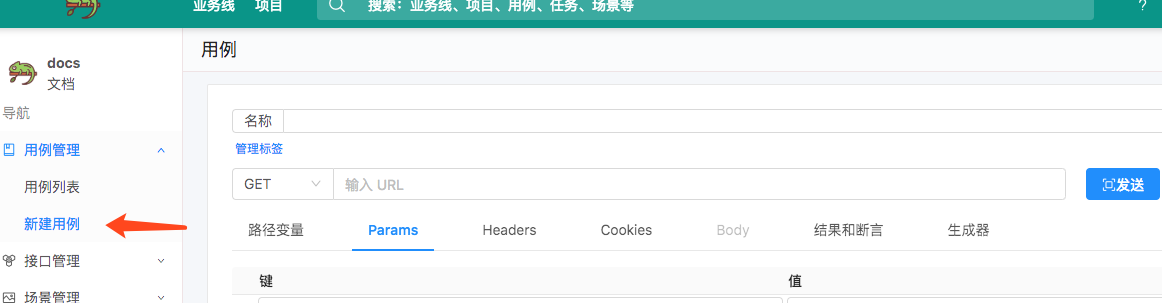 业务线 项目 搜索：业务线、项目、用例、任务、场景等 ?
docs
文档
导航
用例管理
用例列表
新建用例
接口管理
场景管理
用例
名称
管理标签
GET 输入 URL 发送
路径变量 Params Headers Cookies Body 结果和断言 生成器
键 值